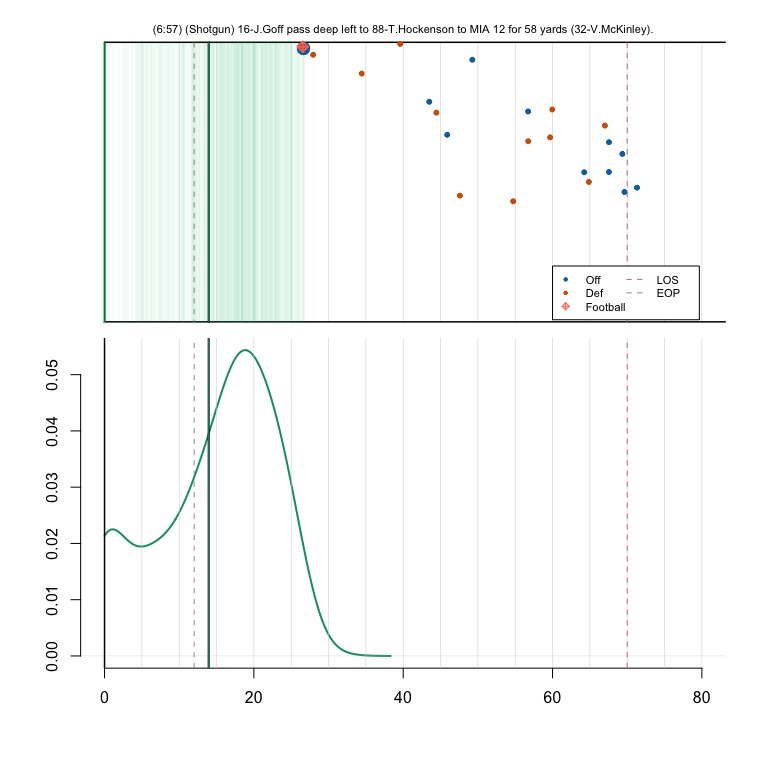 (6:57) (Shotgun) 16-J.Goff pass deep left to 88-T.Hockenson to MIA 12 for 58 yards (32-V.McKinley).
Off LOS
Def EOP
Football
0.05
0.04
0.03
0.02
0.01
0.00
0 20 40 60 80